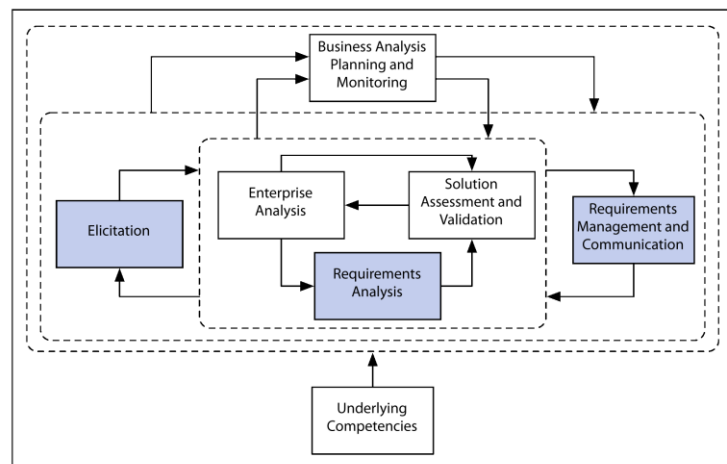 Business Analysis
Planning and
Monitoring
Enterprise
Analysis
Solution
Assessment and
Validation
Elicitation
Requirements
Management and
Communication
Requirements
Analysis
Underlying
Competencies